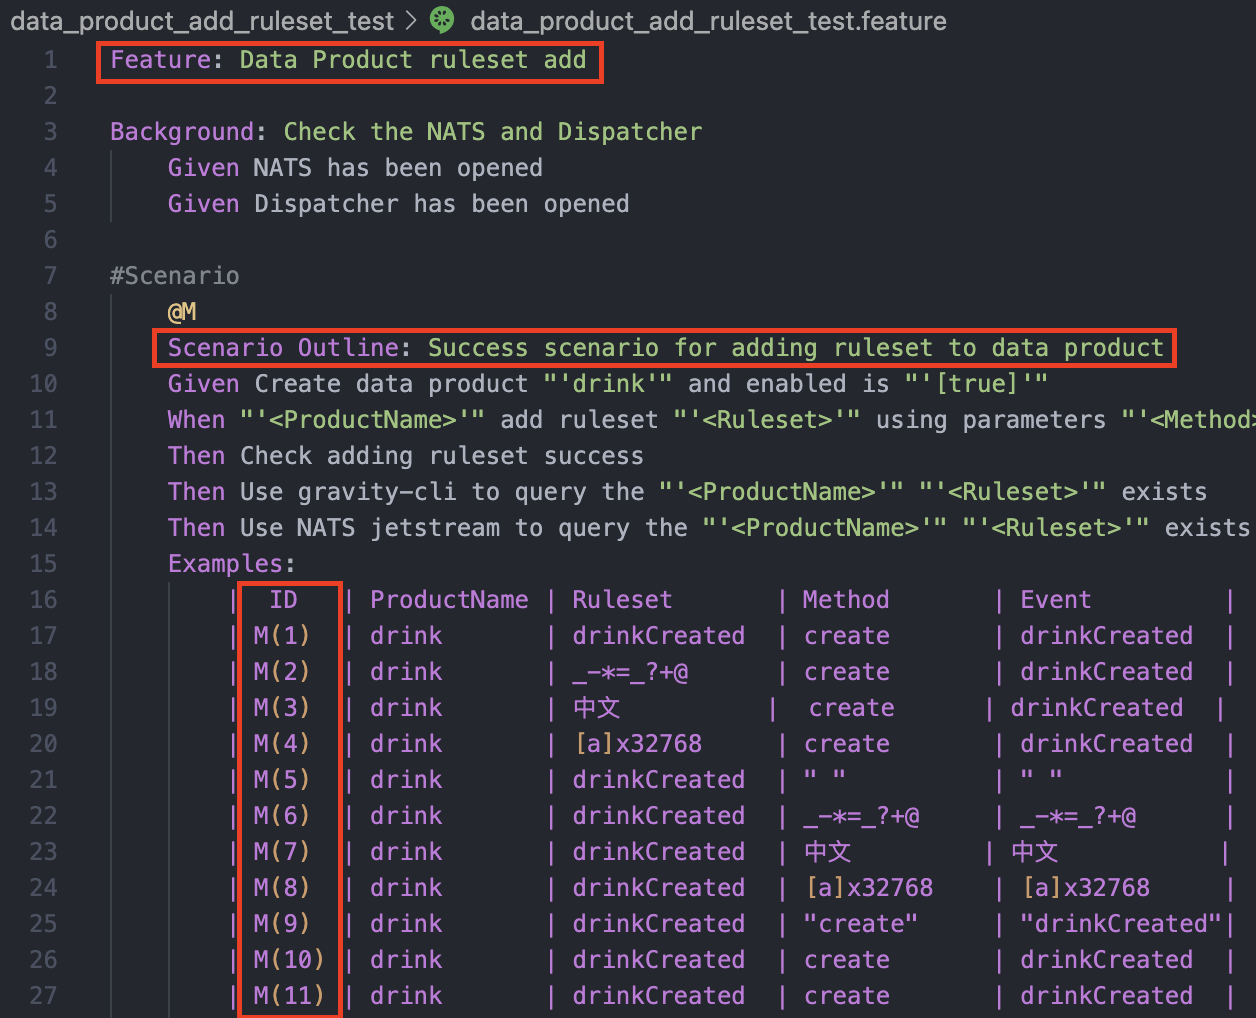 data_product_add_ruleset_test > data_product_add_ruleset_test.feature
1 Feature: Data Product ruleset add
2
3 Background: Check the NATS and Dispatcher
4 Given NATS has been opened
5 Given Dispatcher has been opened
6
7 #Scenario
8 @M
9 Scenario Outline: Success scenario for adding ruleset to data product
10 Given Create data product "'drink'" and enabled is "'[true]'"
11 When "'<ProductName>'" add ruleset "'<Ruleset>'" using parameters "'<Method>
12 Then Check adding ruleset success
13 Then Use gravity-cli to query the "'<ProductName>'" "'<Ruleset>'" exists
14 Then Use NATS jetstream to query the "'<ProductName>'" "'<Ruleset>'" exists
15 Examples:
16 | ID | ProductName | Ruleset | Method | Event |
17 | M(1) | drink | drinkCreated | create | drinkCreated |
18 | M(2) | drink | _-*=_?+@ | create | drinkCreated |
19 | M(3) | drink | 中文 | create | drinkCreated |
20 | M(4) | drink | [a]x32768 | create | drinkCreated |
21 | M(5) | drink | drinkCreated | " " | " " |
22 | M(6) | drink | drinkCreated | _-*=_?+@ | _-*=_?+@ |
23 | M(7) | drink | drinkCreated | 中文 | 中文 |
24 | M(8) | drink | drinkCreated | [a]x32768 | [a]x32768 |
25 | M(9) | drink | drinkCreated | "create" | "drinkCreated"|
26 | M(10) | drink | drinkCreated | create | drinkCreated |
27 | M(11) | drink | drinkCreated | create | drinkCreated |